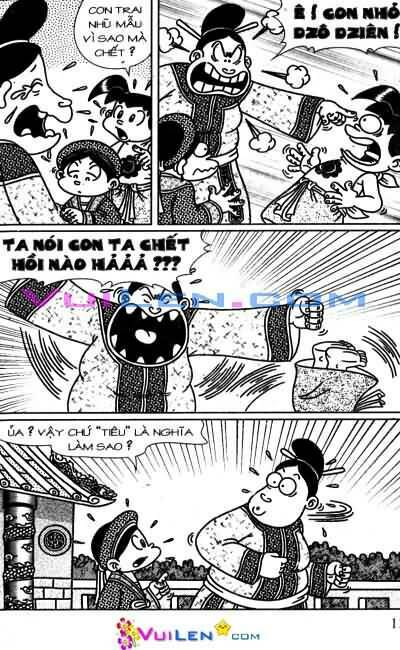 CON TRAI
NHŨ MẪU
VÌ SAO MÀ
CHẾT ?
Ê ! CON NHỎ
DZÔ DZIÊN !
TA NÓI CON TA CHẾT
HỒI NÀO HẢẢẢ ???
VUILEN.COM
ỦA ? VẬY CHỨ "TIÊU" LÀ NGHĨA
LÀM SAO ?
VUILEN.COM